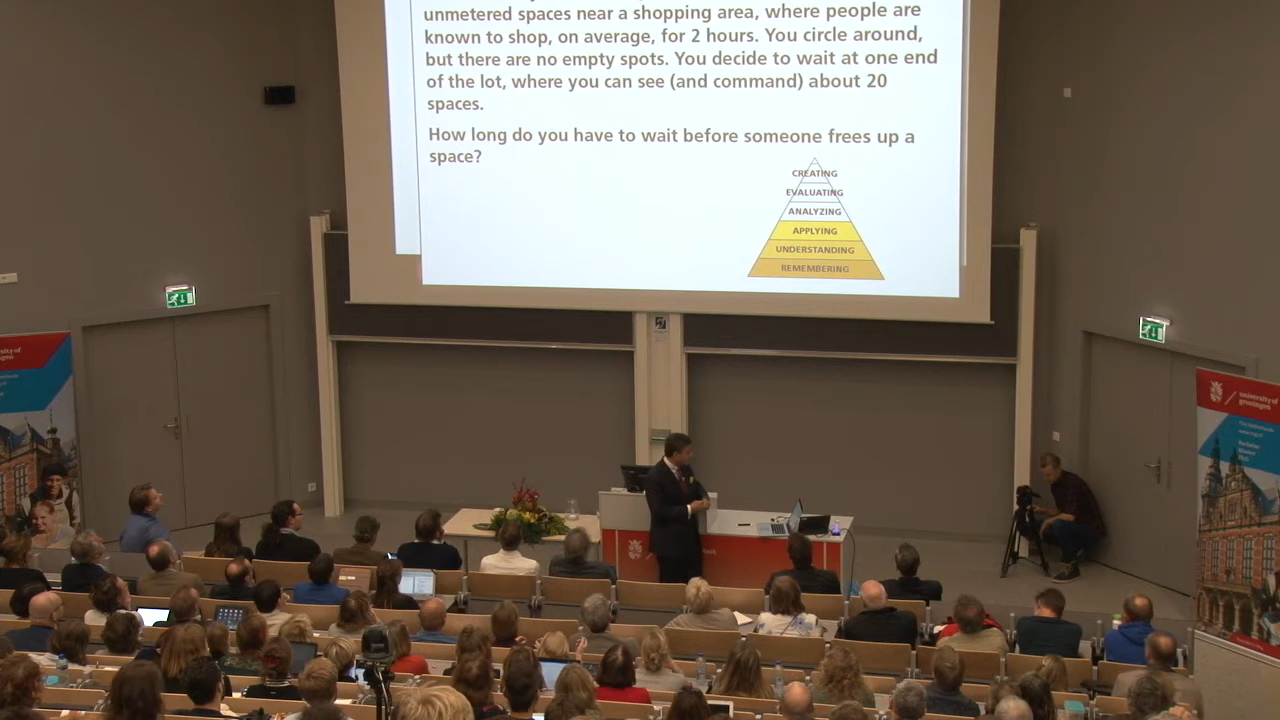 unmetered spaces near a shopping area, where people are
known to shop, on average, for 2 hours. You circle around,
but there are no empty spots. You decide to wait at one end
of the lot, where you can see (and command) about 20
spaces.
How long do you have to wait before someone frees up a
space?
CREATING
EVALUATING
ANALYZING
APPLYING
UNDERSTANDING
REMEMBERING
university of
groningen